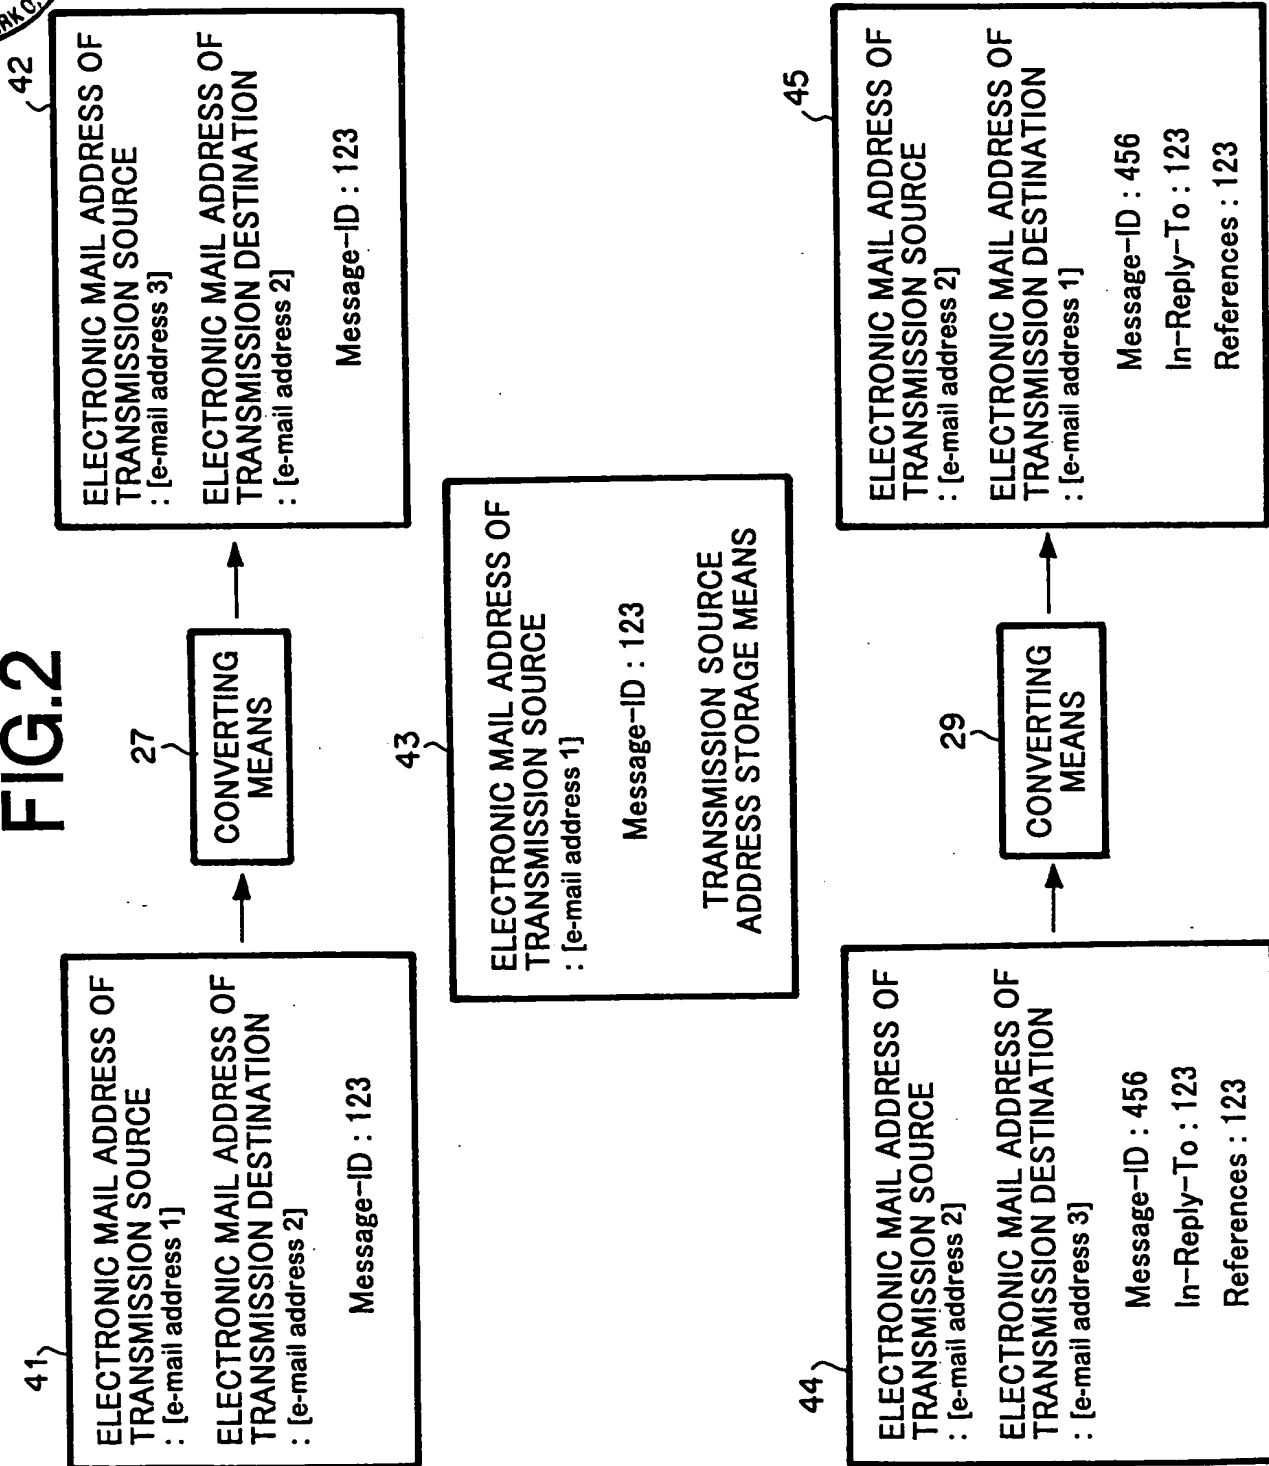 FIG.2
41
ELECTRONIC MAIL ADDRESS OF
TRANSMISSION SOURCE
: [e-mail address 1]
ELECTRONIC MAIL ADDRESS OF
TRANSMISSION DESTINATION
: [e-mail address 2]
Message-ID : 123
27
CONVERTING
MEANS
42
ELECTRONIC MAIL ADDRESS OF
TRANSMISSION SOURCE
: [e-mail address 3]
ELECTRONIC MAIL ADDRESS OF
TRANSMISSION DESTINATION
: [e-mail address 2]
Message-ID : 123
43
ELECTRONIC MAIL ADDRESS OF
TRANSMISSION SOURCE
: [e-mail address 1]
Message-ID : 123
TRANSMISSION SOURCE
ADDRESS STORAGE MEANS
44
ELECTRONIC MAIL ADDRESS OF
TRANSMISSION SOURCE
: [e-mail address 2]
ELECTRONIC MAIL ADDRESS OF
TRANSMISSION DESTINATION
: [e-mail address 3]
Message-ID : 456
In-Reply-To : 123
References : 123
29
CONVERTING
MEANS
45
ELECTRONIC MAIL ADDRESS OF
TRANSMISSION SOURCE
: [e-mail address 2]
ELECTRONIC MAIL ADDRESS OF
TRANSMISSION DESTINATION
: [e-mail address 1]
Message-ID : 456
In-Reply-To : 123
References : 123